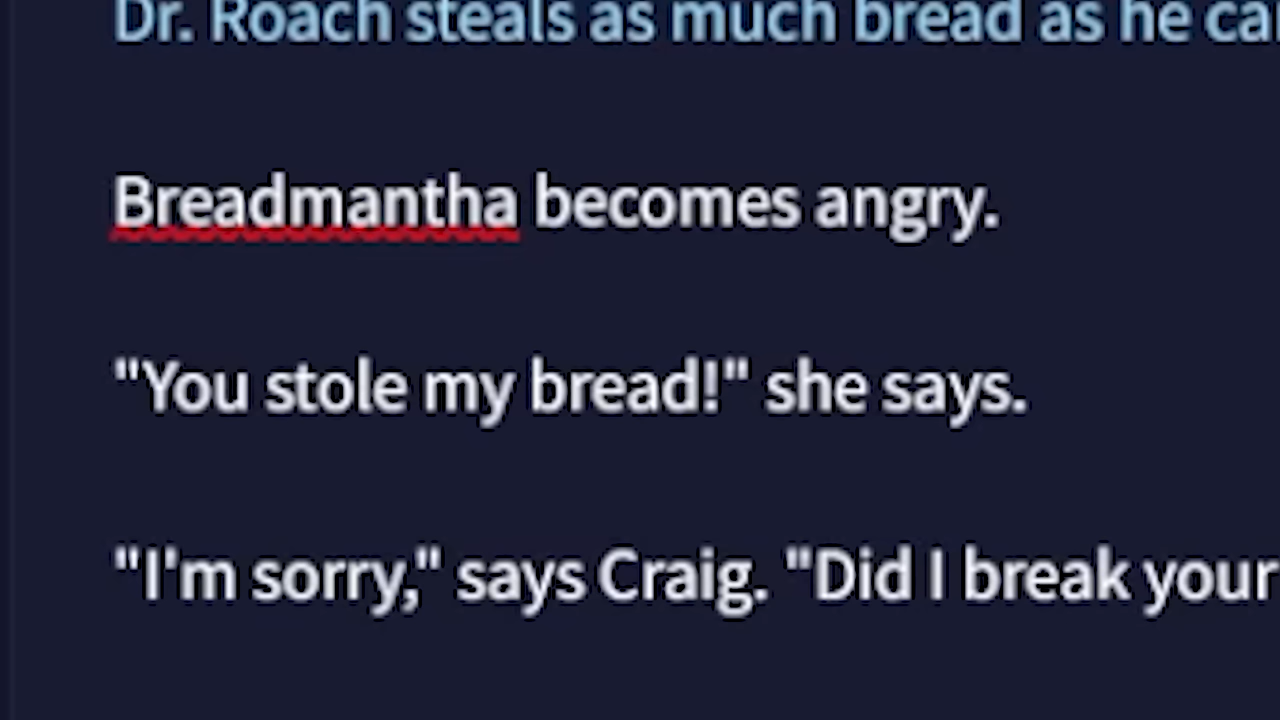 Dr. Roach steals as much bread as he
Breadmantha becomes angry.
"You stole my bread!" she says.
"I'm sorry," says Craig. "Did I break your